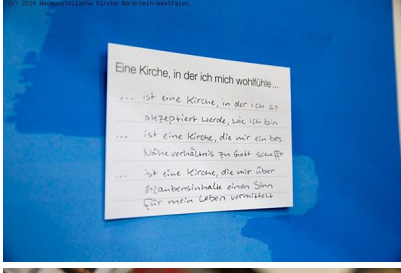 (C) 2014 Neuapostolische Kirche Nordrhein-Westfalen
Eine Kirche, in der ich mich wohlfühle...
... ist eine Kirche, in der ich so
akzeptiert werde, wie ich bin
... ist eine Kirche, die mir ein bes.
Näheverhältnis zu Gott schafft
... ist eine Kirche, die mir über
Glaubensinhalte einen Sinn
für mein Leben vermittelt